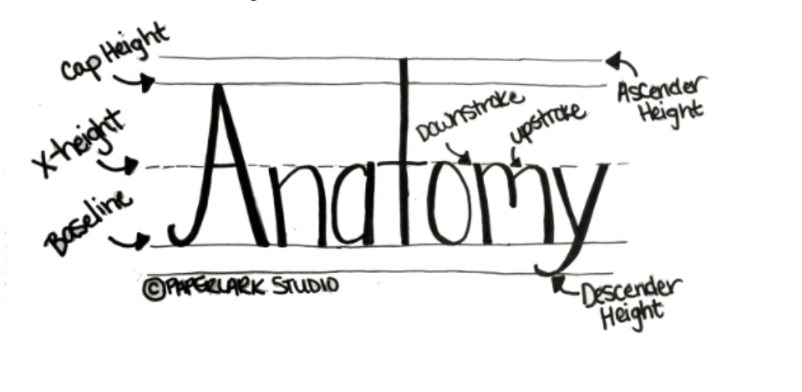 Cap Height
Ascender
Height
Downstroke
upstroke
X-height
Anatomy
Baseline
©PAPERLARK STUDIO
Descender
Height